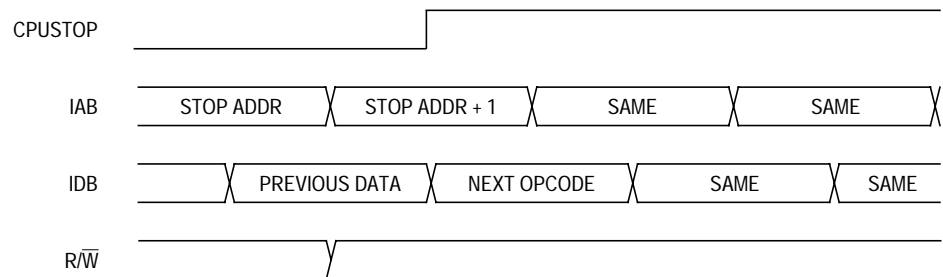 CPUSTOP
IAB STOP ADDR STOP ADDR + 1 SAME SAME
IDB PREVIOUS DATA NEXT OPCODE SAME SAME
R/W̅